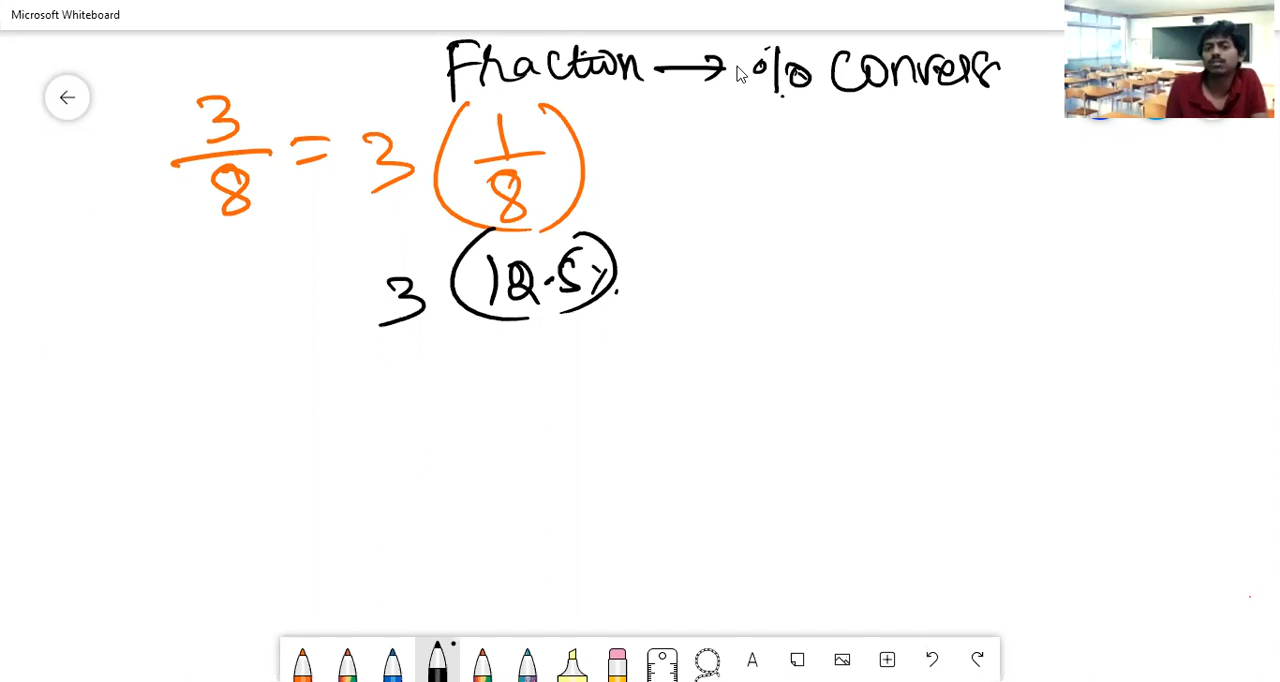 Microsoft Whiteboard
Fraction → % Convers
3/8 = 3 (1/8)
3 (12.5%)
A